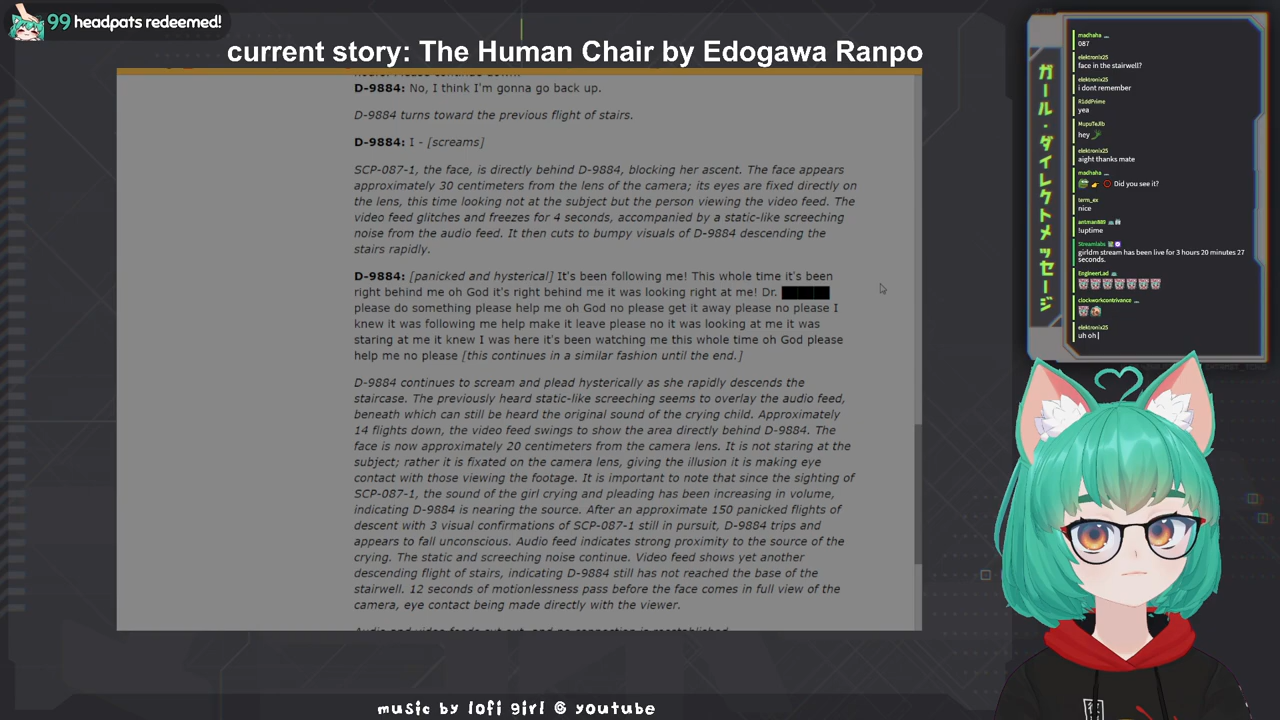 99 headpats redeemed!
current story: The Human Chair by Edogawa Ranpo
D-9884: No, I think I'm gonna go back up.
D-9884 turns toward the previous flight of stairs.
D-9884: I - [screams]
SCP-087-1, the face, is directly behind D-9884, blocking her ascent. The face appears
approximately 30 centimeters from the lens of the camera; its eyes are fixed directly on
the lens, this time looking not at the subject but the person viewing the video feed. The
video feed glitches and freezes for 4 seconds, accompanied by a static-like screeching
noise from the audio feed. It then cuts to bumpy visuals of D-9884 descending the
stairs rapidly.
D-9884: [panicked and hysterical] It's been following me! This whole time it's been
right behind me oh God it's right behind me it was looking right at me! Dr.
please do something please help me oh God no please get it away please no please I
knew it was following me help make it leave please no it was looking at me it was
staring at me it knew I was here it's been watching me this whole time oh God please
help me no please [this continues in a similar fashion until the end.]
D-9884 continues to scream and plead hysterically as she rapidly descends the
staircase. The previously heard static-like screeching seems to overlay the audio feed,
beneath which can still be heard the original sound of the crying child. Approximately
14 flights down, the video feed swings to show the area directly behind D-9884. The
face is now approximately 20 centimeters from the camera lens. It is not staring at the
subject; rather it is fixated on the camera lens, giving the illusion it is making eye
contact with those viewing the footage. It is important to note that since the sighting of
SCP-087-1, the sound of the girl crying and pleading has been increasing in volume,
indicating D-9884 is nearing the source. After an approximate 150 panicked flights of
descent with 3 visual confirmations of SCP-087-1 still in pursuit, D-9884 trips and
appears to fall unconscious. Audio feed indicates strong proximity to the source of the
crying. The static and screeching noise continue. Video feed shows yet another
descending flight of stairs, indicating D-9884 still has not reached the base of the
stairwell. 12 seconds of motionlessness pass before the face comes in full view of the
camera, eye contact being made directly with the viewer.
music by lofi girl @ youtube
ガール・ダイレクトメッセージ
madhaha
087
elektronix25
face in the stairwell?
elektronix25
i dont remember
R1ddPrime
yea
MupuTeJib
hey
elektronix25
aight thanks mate
madhaha
Did you see it?
term_xx
nice
antman889
!uptime
Streamlabs
girldm stream has been live for 3 hours 20 minutes 27
seconds.
EngineerLad
clockworkcontrivance
elektronix25
uh oh